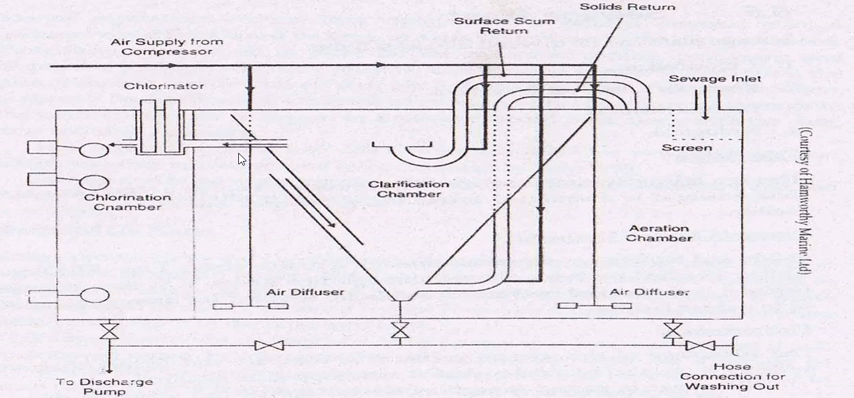 Solids Return
Surface Scum
Return
Air Supply from
Compressor
Chlorinator
Sewage Inlet
Screen
(Courtesy of Hamworthy Marine Ltd)
Clarification
Chamber
Chlorination
Cnamber
Aeration
Chamber
Air Diffuser
Air Diffuser
To Discharge
Pump
Hose
Connection for
Washing Out